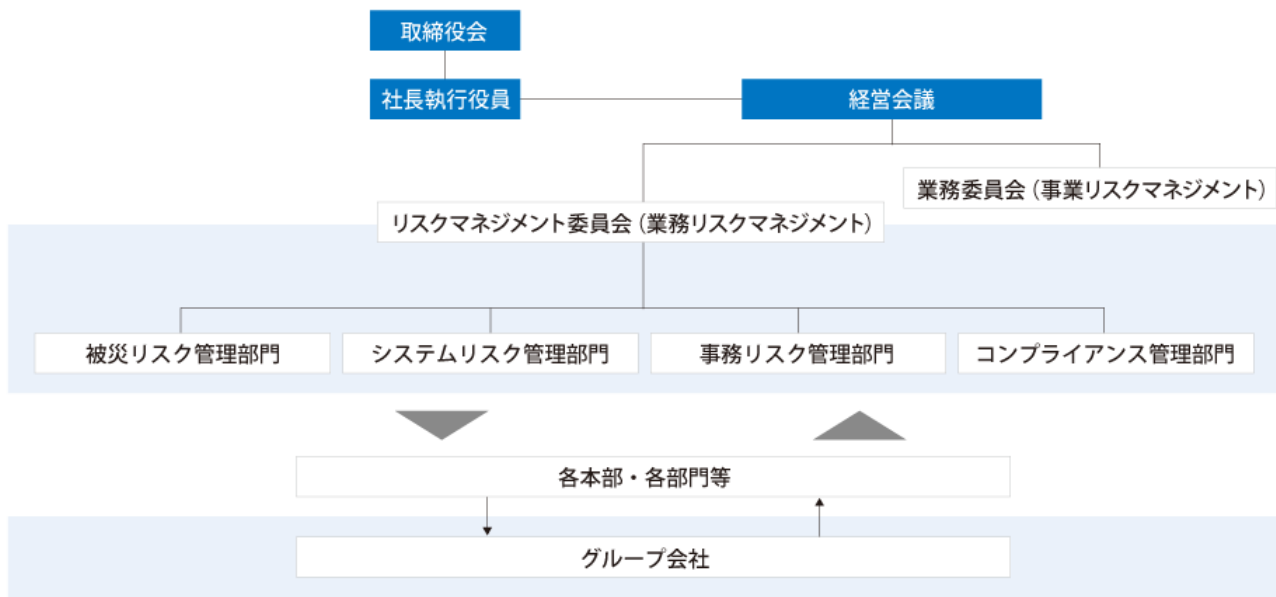 取締役会
社長執行役員
経営会議
業務委員会(事業リスクマネジメント)
リスクマネジメント委員会(業務リスクマネジメント)
被災リスク管理部門
システムリスク管理部門
事務リスク管理部門
コンプライアンス管理部門
各本部・各部門等
グループ会社